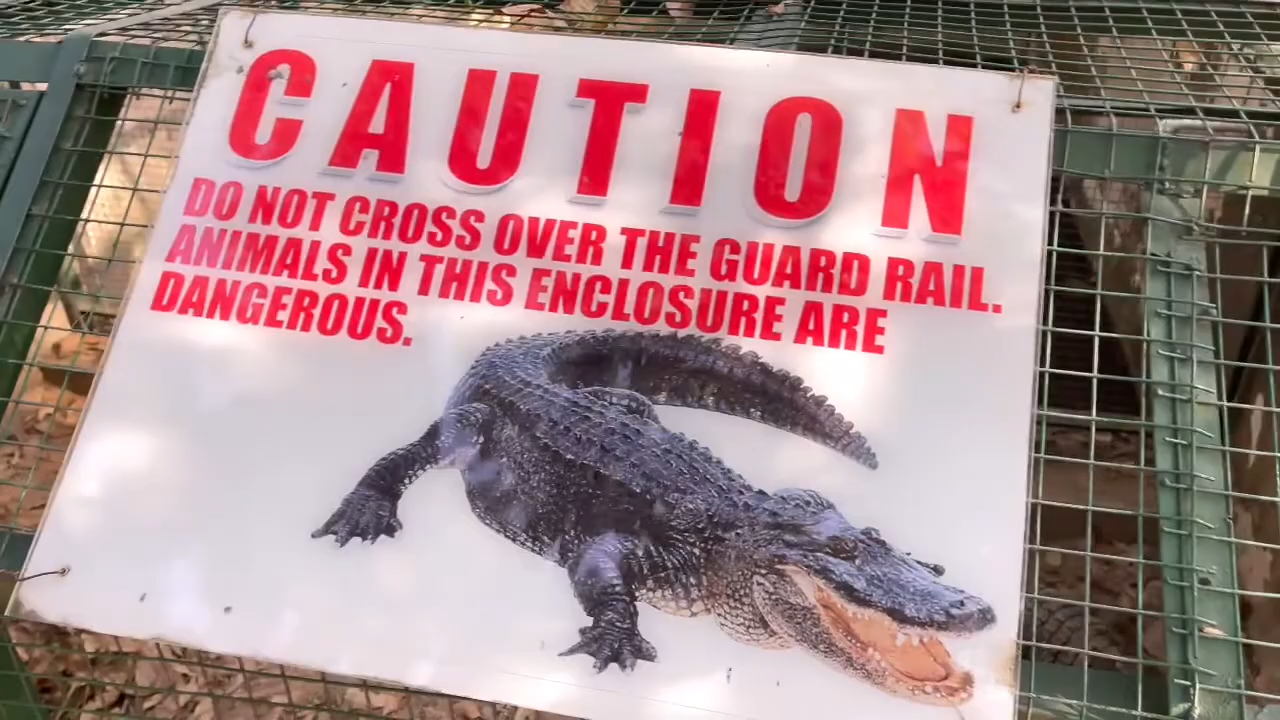 CAUTION
DO NOT CROSS OVER THE GUARD RAIL.
ANIMALS IN THIS ENCLOSURE ARE
DANGEROUS.